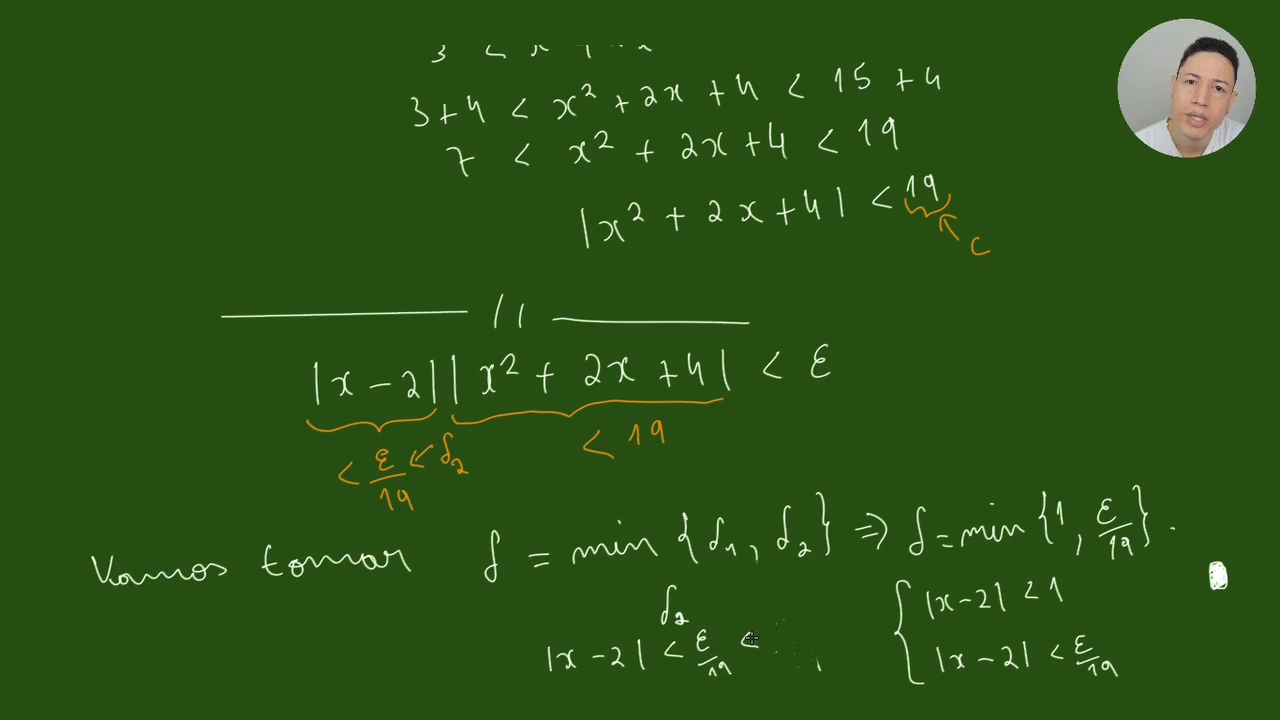 3 + 4 < x² + 2x + 4 < 15 + 4
7 < x² + 2x + 4 < 19
|x² + 2x + 4| < 19
c
//
|x - 2| |x² + 2x + 4| < ε
< ε/19 ← δ₂ < 19
Vamos tomar δ = min {δ₁, δ₂} ⇒ δ = min {1, ε/19}.
δ₂ |x - 2| < 1
|x - 2| < ε/19 < |x - 2| < ε/19